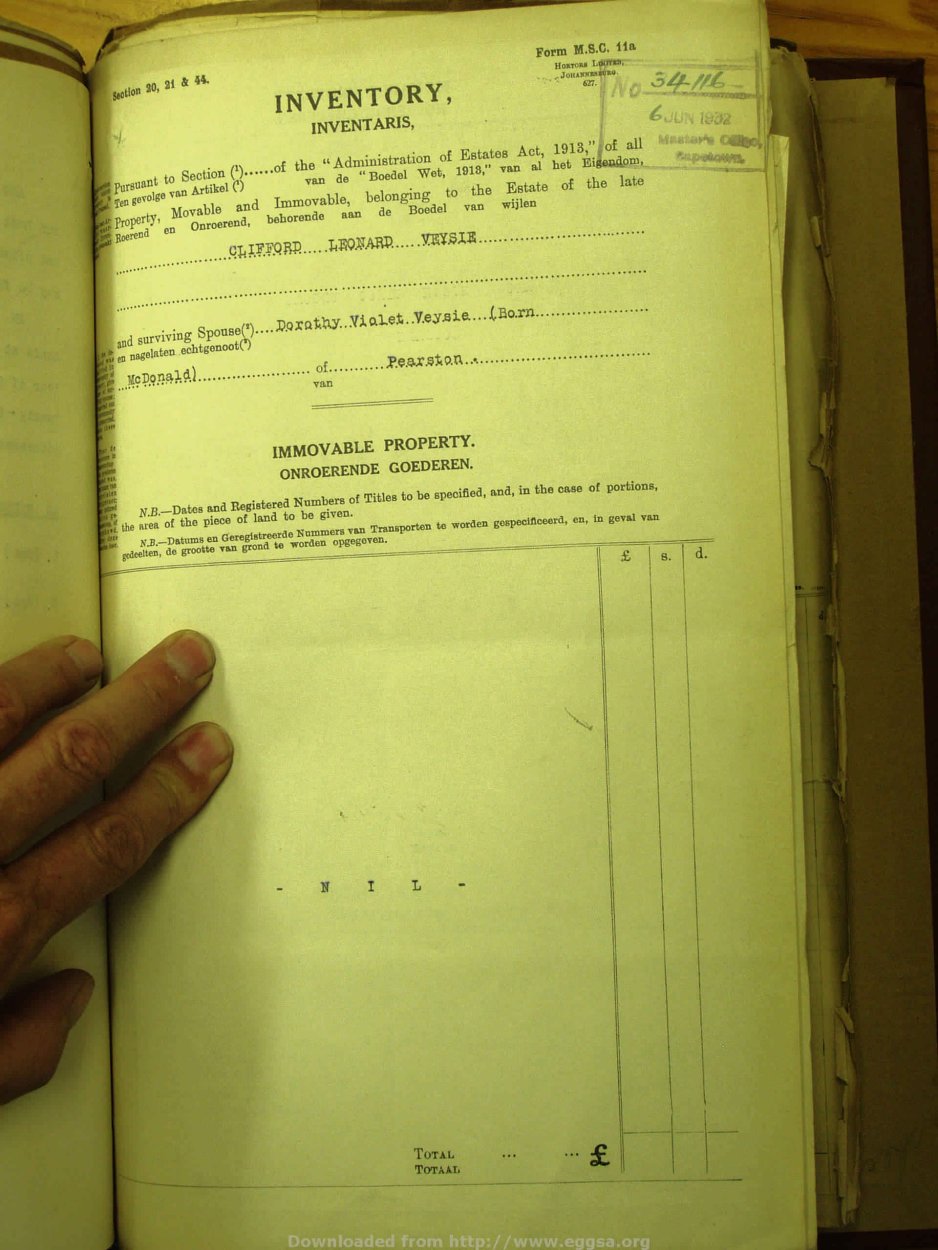 Section 20, 21 & 44.
Form M.S.C. 11a
HORTORS LIMITED,
JOHANNESBURG.
627.
No 34116
6 JUN 1932
Master's Office,
Capetown.
INVENTORY,
INVENTARIS,
Pursuant to Section (¹)......of the "Administration of Estates Act, 1913," of all
Ten gevolge van Artikel (¹) van de "Boedel Wet, 1913," van al het Eigendom,
Property, Movable and Immovable, belonging to the Estate of the late
Roerend en Onroerend, behorende aan de Boedel van wijlen
CLIFFORD LEONARD VEYSIE
and surviving Spouse(²)....Dorothy Violet Veysie (Born
en nagelaten echtgenoot(²)
McDonald) of Pearston.
van
IMMOVABLE PROPERTY.
ONROERENDE GOEDEREN.
N.B.—Dates and Registered Numbers of Titles to be specified, and, in the case of portions,
the area of the piece of land to be given.
N.B.—Datums en Geregistreerde Nummers van Transporten te worden gespecificeerd, en, in geval van
gedeelten, de grootte van grond te worden opgegeven.
£ s. d.
- N I L -
TOTAL ... ... £
TOTAAL
Downloaded from http://www.eggsa.org